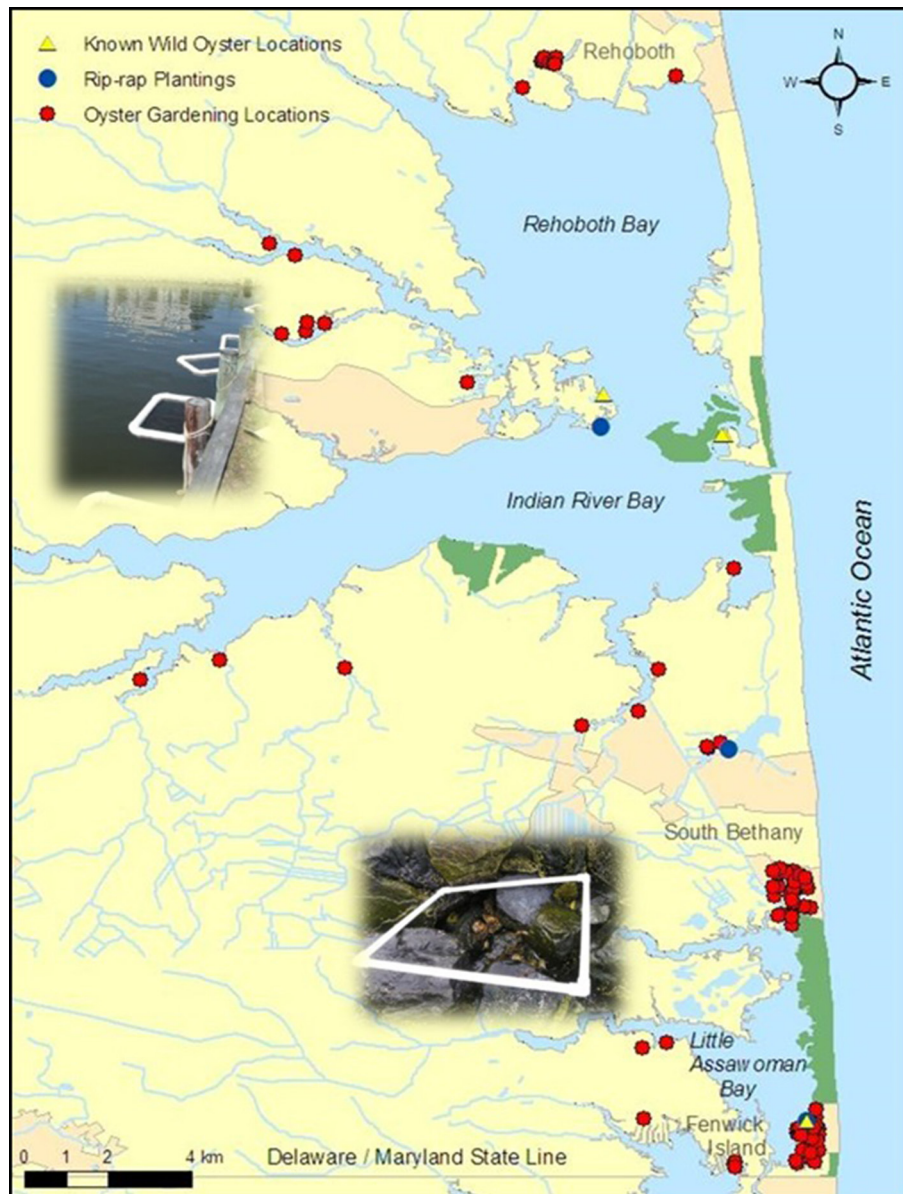 Known Wild Oyster Locations
Rip-rap Plantings
Oyster Gardening Locations
Rehoboth
N
W
E
S
Rehoboth Bay
Indian River Bay
Atlantic Ocean
South Bethany
Little
Assawoman
Bay
Fenwick
Island
0 1 2 4 km
Delaware / Maryland State Line